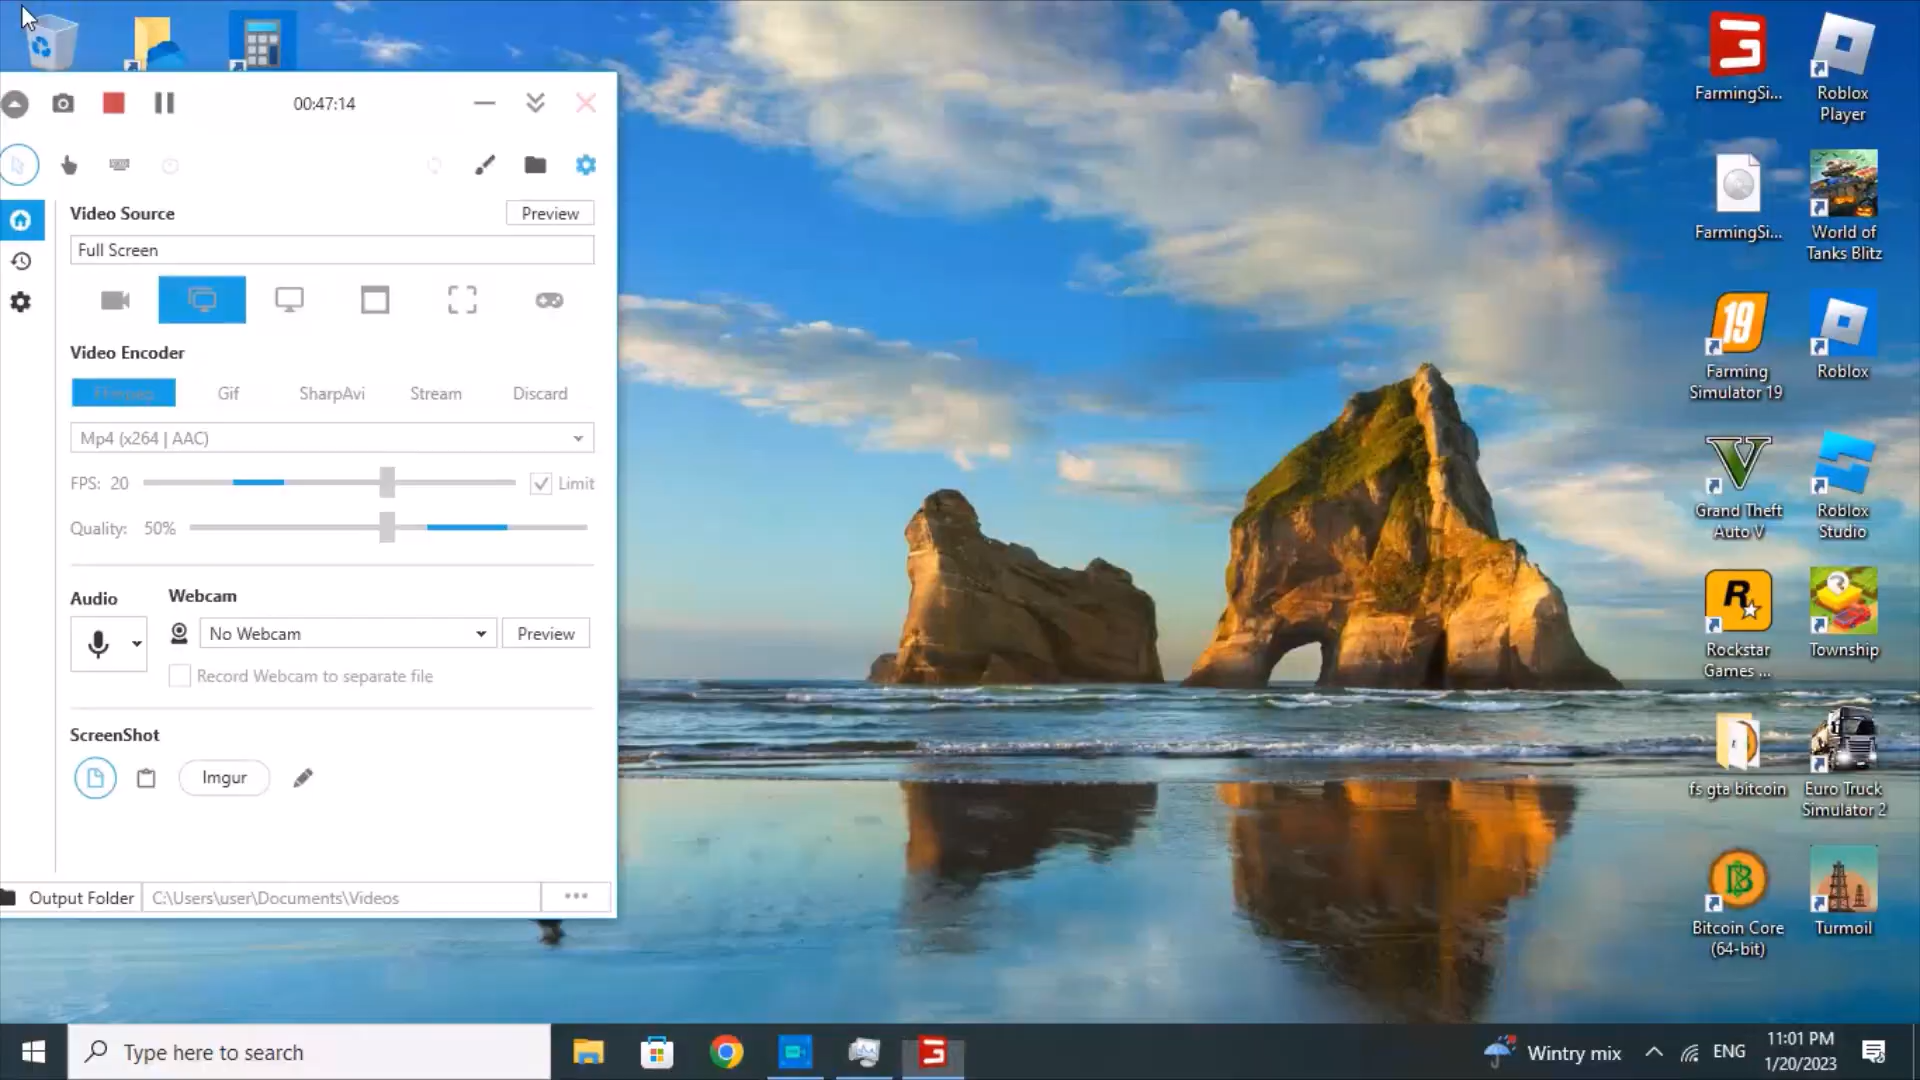 00:47:14
Video Source
Preview
Full Screen
Video Encoder
FFmpeg
Gif
SharpAvi
Stream
Discard
Mp4 (x264 | AAC)
FPS: 20
Limit
Quality: 50%
Audio
Webcam
No Webcam
Preview
Record Webcam to separate file
ScreenShot
Imgur
Output Folder
C:\Users\user\Documents\Videos
...
FarmingSi...
Roblox
Player
FarmingSi...
World of
Tanks Blitz
19
Farming
Simulator 19
Roblox
V
Grand Theft
Auto V
Roblox
Studio
R
Rockstar
Games ...
Township
fs gta bitcoin
Euro Truck
Simulator 2
Bitcoin Core
(64-bit)
Turmoil
Type here to search
Wintry mix
ENG
11:01 PM
1/20/2023